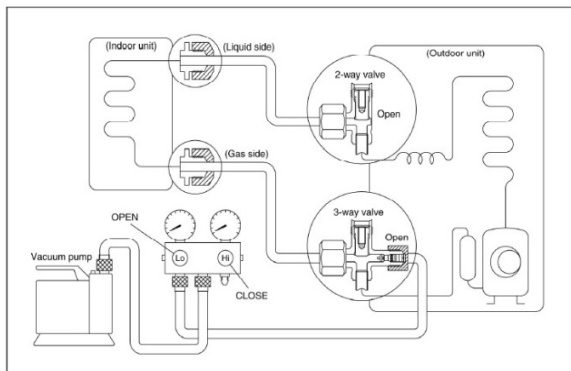 (Indoor unit)
(Liquid side)
(Outdoor unit)
2-way valve
Open
(Gas side)
3-way valve
Open
OPEN
Lo
Hi
Vacuum pump
CLOSE